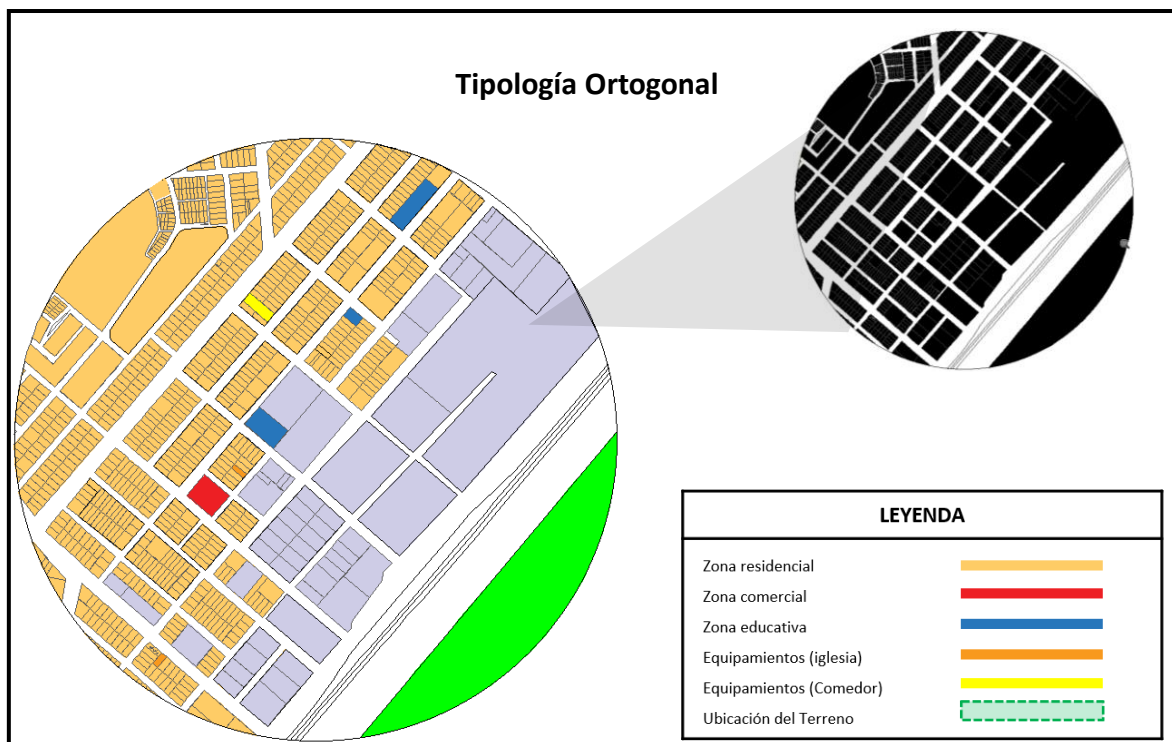 Tipología Ortogonal
LEYENDA
Zona residencial
Zona comercial
Zona educativa
Equipamientos (iglesia)
Equipamientos (Comedor)
Ubicación del Terreno